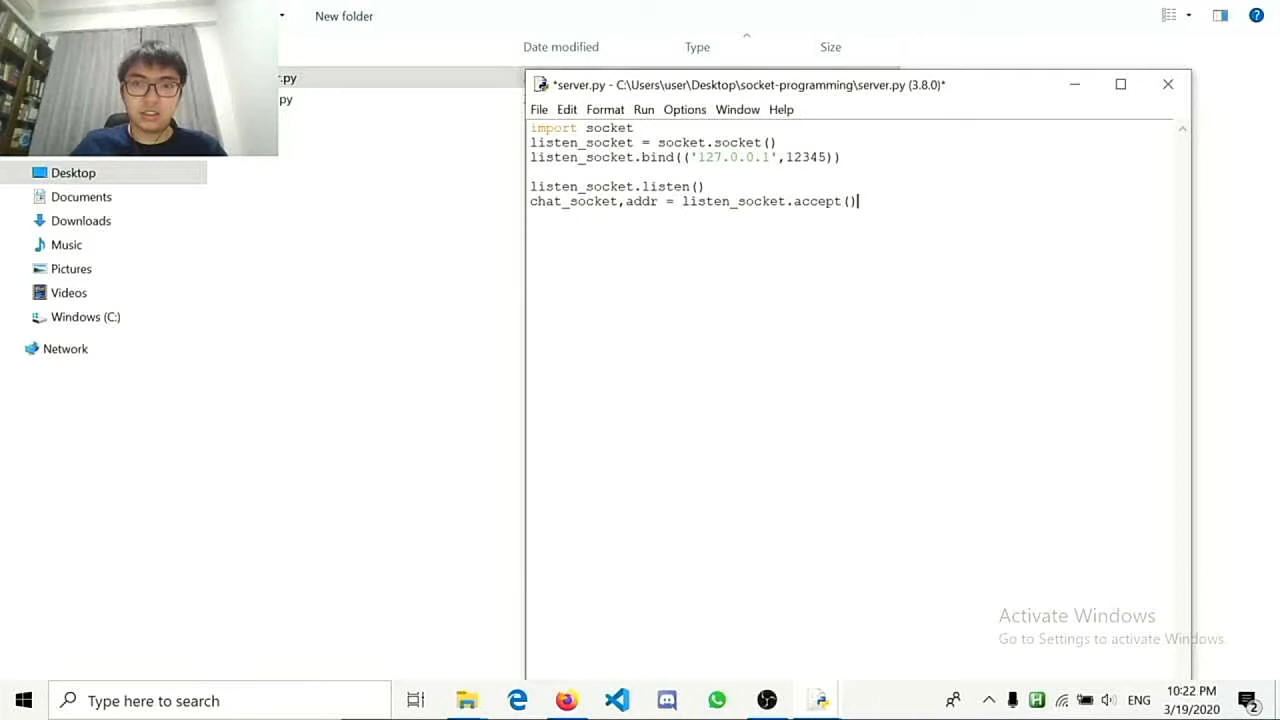 New folder
Date modified Type Size
.py
py
Desktop
Documents
Downloads
Music
Pictures
Videos
Windows (C:)
Network
*server.py - C:\Users\user\Desktop\socket-programming\server.py (3.8.0)*
File Edit Format Run Options Window Help
import socket
listen_socket = socket.socket()
listen_socket.bind(('127.0.0.1',12345))
listen_socket.listen()
chat_socket,addr = listen_socket.accept()
Activate Windows
Go to Settings to activate Windows.
Type here to search
ENG
10:22 PM
3/19/2020
2